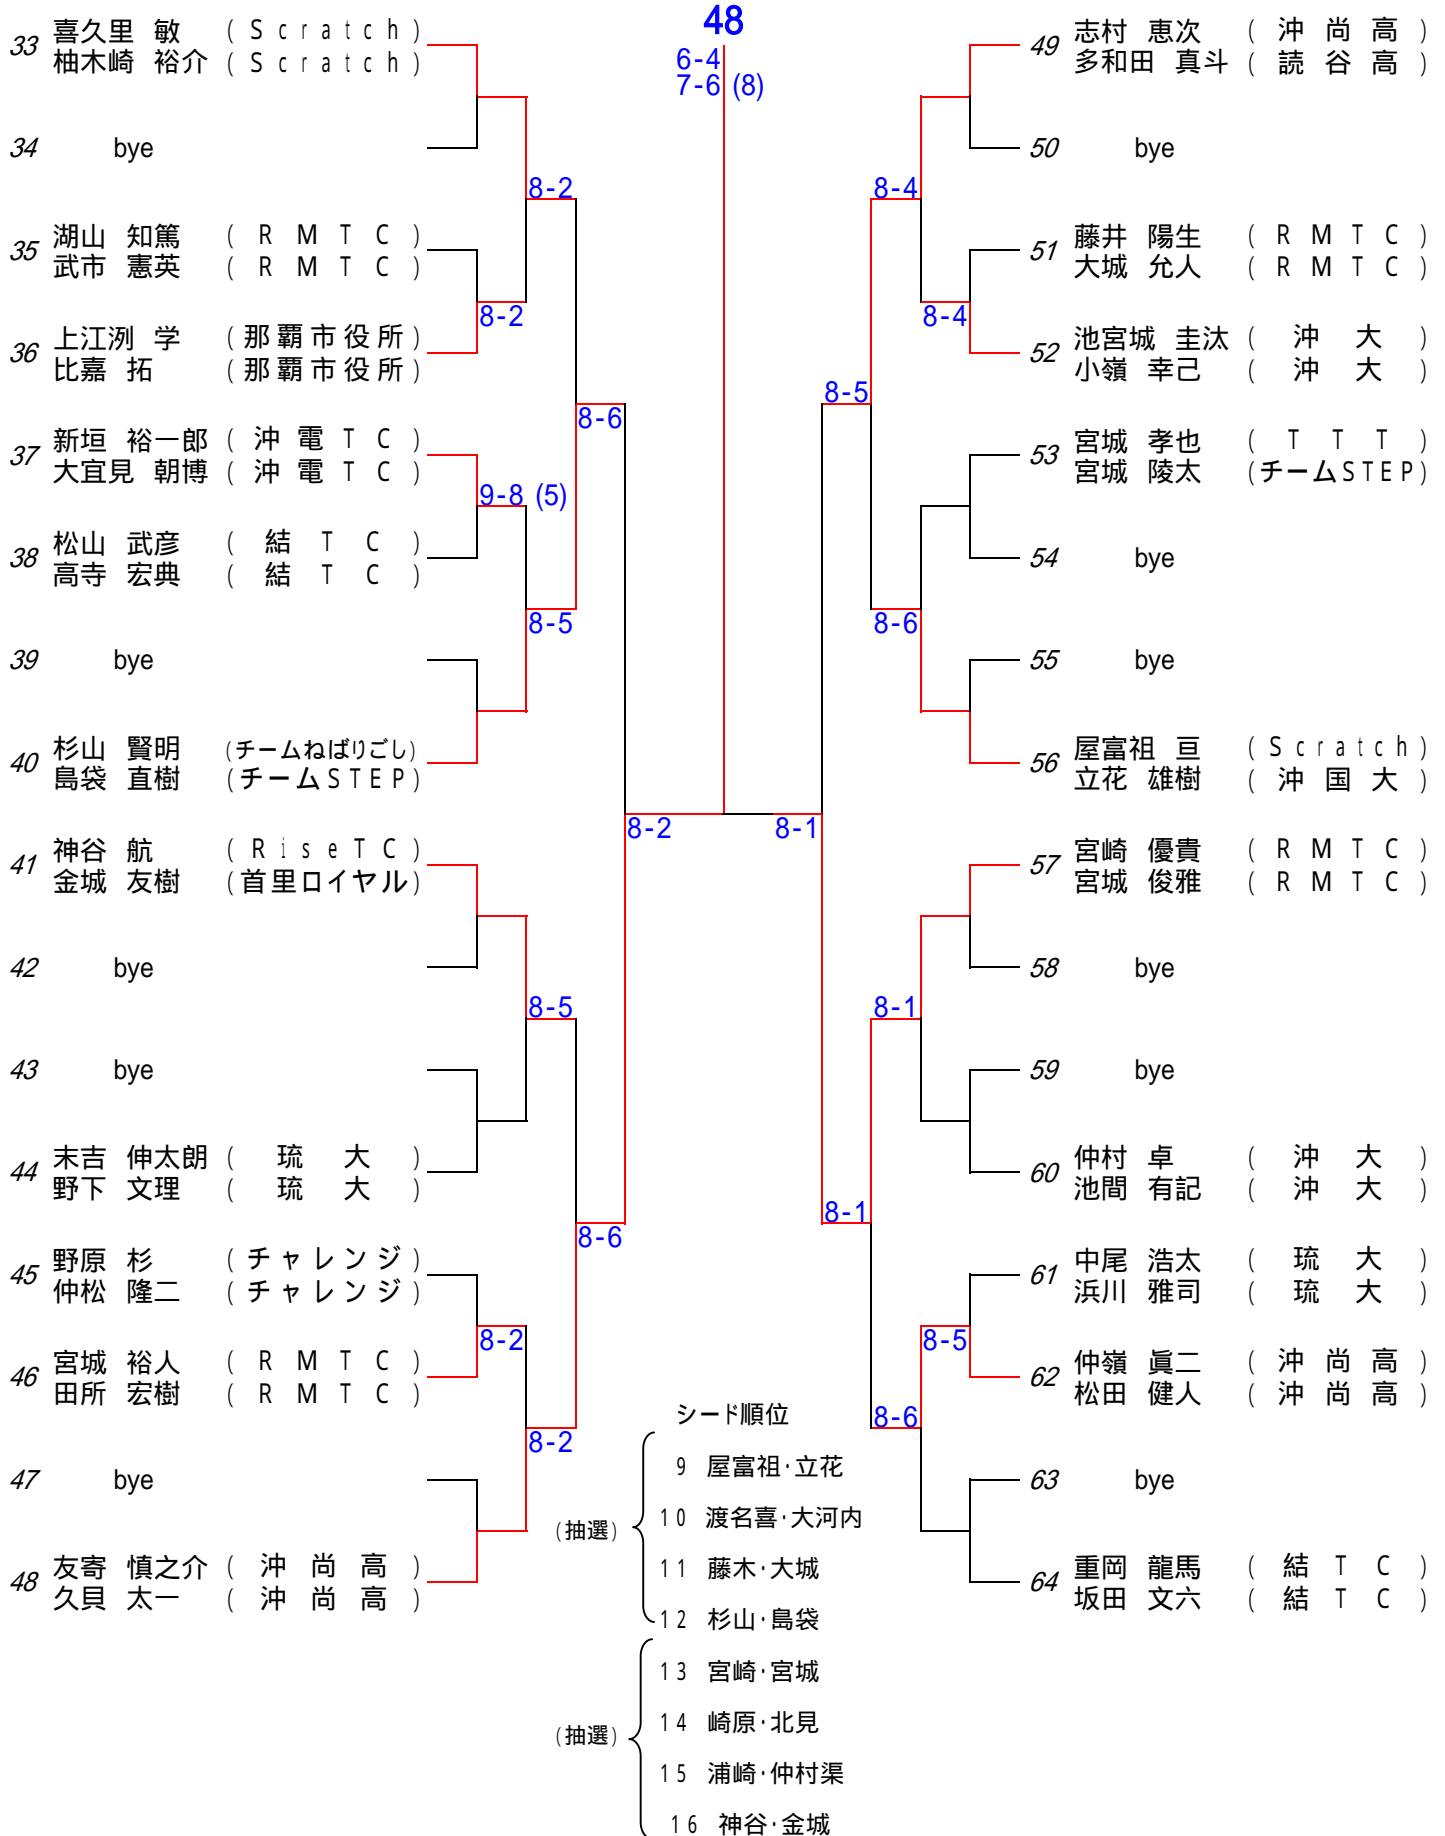 48
6-4
7-6 (8)
33 喜久里 敏 (Scratch)
柚木崎 裕介 (Scratch)
34 bye
8-2
35 湖山 知篤 (RMTC)
武市 憲英 (RMTC)
8-2
36 上江洌 学 (那覇市役所)
比嘉 拓 (那覇市役所)
8-6
37 新垣 裕一郎 (沖電TC)
大宜見 朝博 (沖電TC)
9-8 (5)
38 松山 武彦 (結TC)
高寺 宏典 (結TC)
8-5
39 bye
40 杉山 賢明 (チームねばりごし)
島袋 直樹 (チームSTEP)
8-2
41 神谷 航 (RiseTC)
金城 友樹 (首里ロイヤル)
42 bye
8-5
43 bye
44 末吉 伸太朗 (琉大)
野下 文理 (琉大)
8-6
45 野原 杉 (チャレンジ)
仲松 隆二 (チャレンジ)
8-2
46 宮城 裕人 (RMTC)
田所 宏樹 (RMTC)
8-2
47 bye
48 友寄 慎之介 (沖尚高)
久貝 太一 (沖尚高)
49 志村 恵次 (沖尚高)
多和田 真斗 (読谷高)
50 bye
8-4
51 藤井 陽生 (RMTC)
大城 允人 (RMTC)
8-4
52 池宮城 圭汰 (沖大)
小嶺 幸己 (沖大)
8-5
53 宮城 孝也 (TTT)
宮城 陵太 (チームSTEP)
54 bye
8-6
55 bye
56 屋富祖 亘 (Scratch)
立花 雄樹 (沖国大)
8-1
57 宮崎 優貴 (RMTC)
宮城 俊雅 (RMTC)
58 bye
8-1
59 bye
60 仲村 卓 (沖大)
池間 有記 (沖大)
8-1
61 中尾 浩太 (琉大)
浜川 雅司 (琉大)
8-5
62 仲嶺 眞二 (沖尚高)
松田 健人 (沖尚高)
8-6
63 bye
64 重岡 龍馬 (結TC)
坂田 文六 (結TC)
シード順位
9 屋富祖・立花
10 渡名喜・大河内
(抽選)
11 藤木・大城
12 杉山・島袋
13 宮崎・宮城
14 崎原・北見
(抽選)
15 浦崎・仲村渠
16 神谷・金城